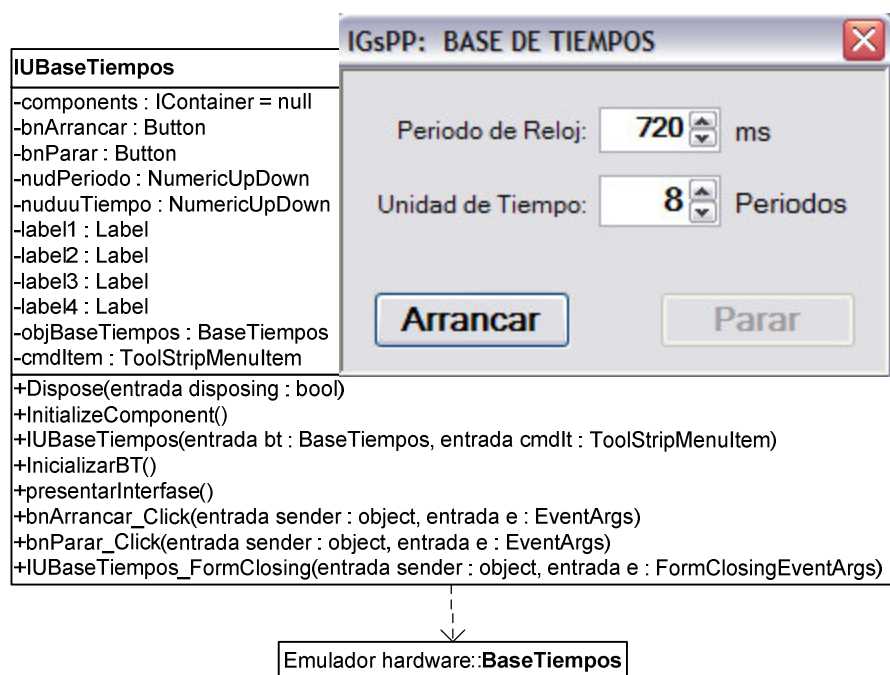 IGsPP: BASE DE TIEMPOS
Periodo de Reloj: 720 ms
Unidad de Tiempo: 8 Periodos
Arrancar Parar
IUBaseTiempos
-components : IContainer = null
-bnArrancar : Button
-bnParar : Button
-nudPeriodo : NumericUpDown
-nuduuTiempo : NumericUpDown
-label1 : Label
-label2 : Label
-label3 : Label
-label4 : Label
-objBaseTiempos : BaseTiempos
-cmdItem : ToolStripMenuItem
+Dispose(entrada disposing : bool)
+InitializeComponent()
+IUBaseTiempos(entrada bt : BaseTiempos, entrada cmdIt : ToolStripMenuItem)
+InicializarBT()
+presentarInterfase()
+bnArrancar_Click(entrada sender : object, entrada e : EventArgs)
+bnParar_Click(entrada sender : object, entrada e : EventArgs)
+IUBaseTiempos_FormClosing(entrada sender : object, entrada e : FormClosingEventArgs)
Emulador hardware::BaseTiempos